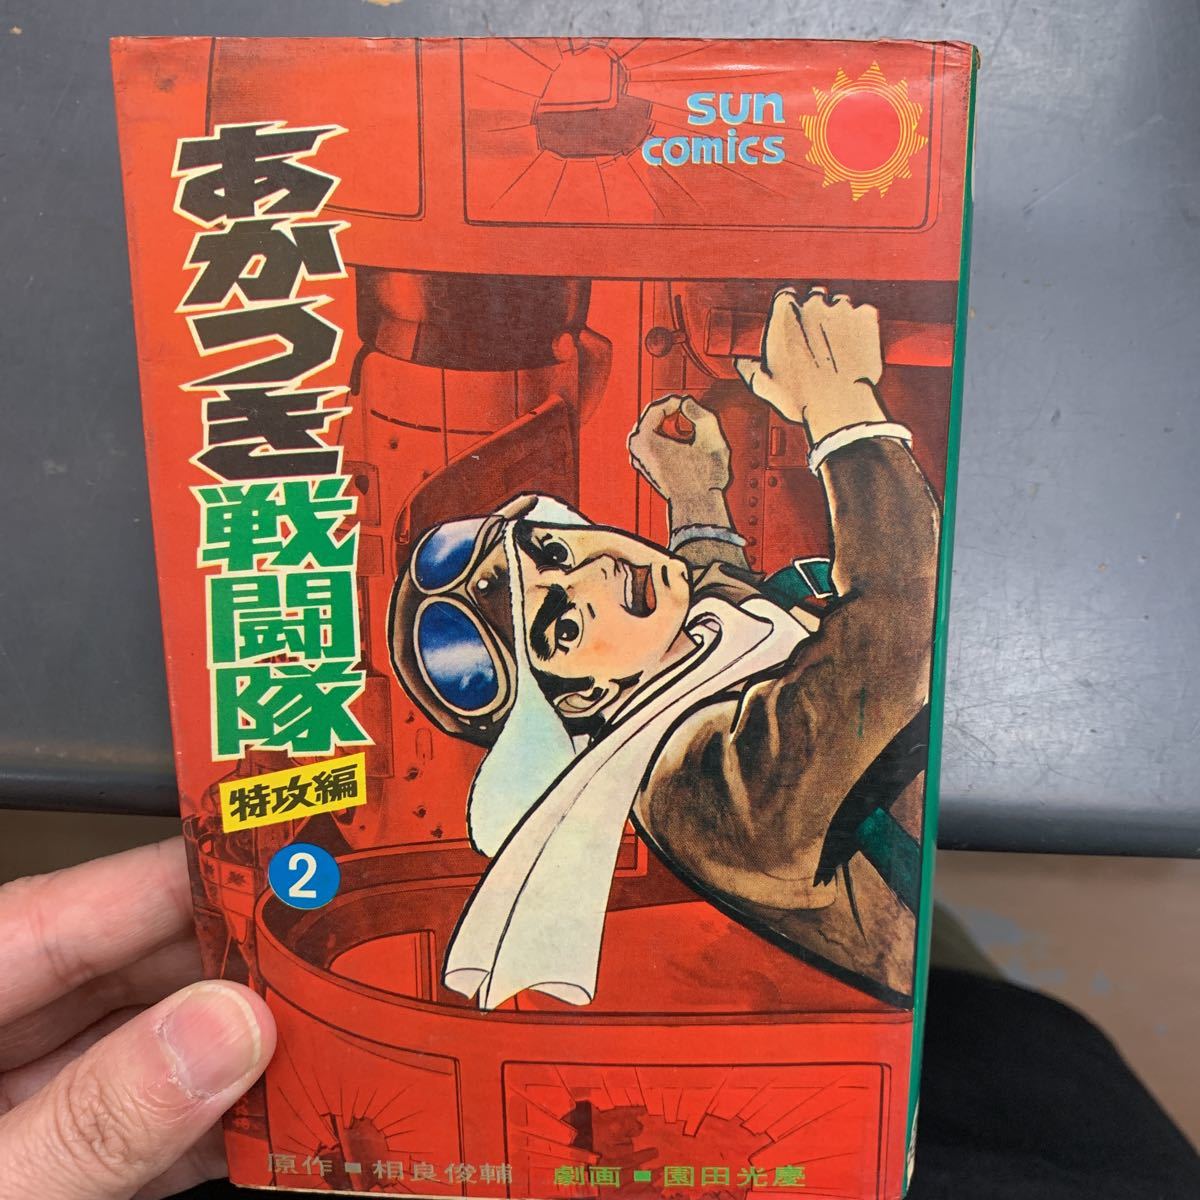 sun
comics
あかつき戦闘隊
特攻編
2
原作■相良俊輔 劇画■園田光慶